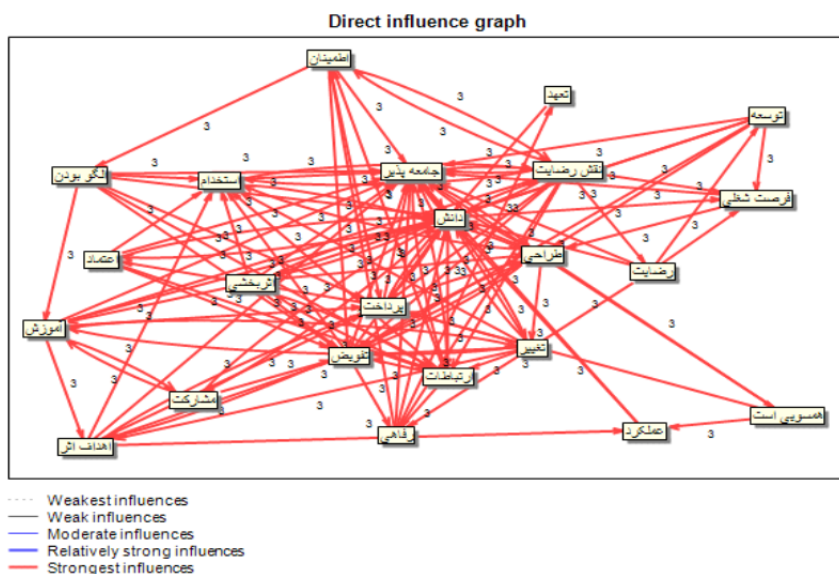 Direct influence graph
اطمینان
تعهد
توسعه
الگو بودن
استخدام
جامعه پذیر
نقش رضایت
فرصت شغلی
دانش
اعتماد
اثربخشی
طراحی
رضایت
پرداخت
آموزش
تفویض
تغییر
ارتباطات
مشارکت
همسویی است
اهداف اثر
رفاهی
عملکرد
Weakest influences
Weak influences
Moderate influences
Relatively strong influences
Strongest influences